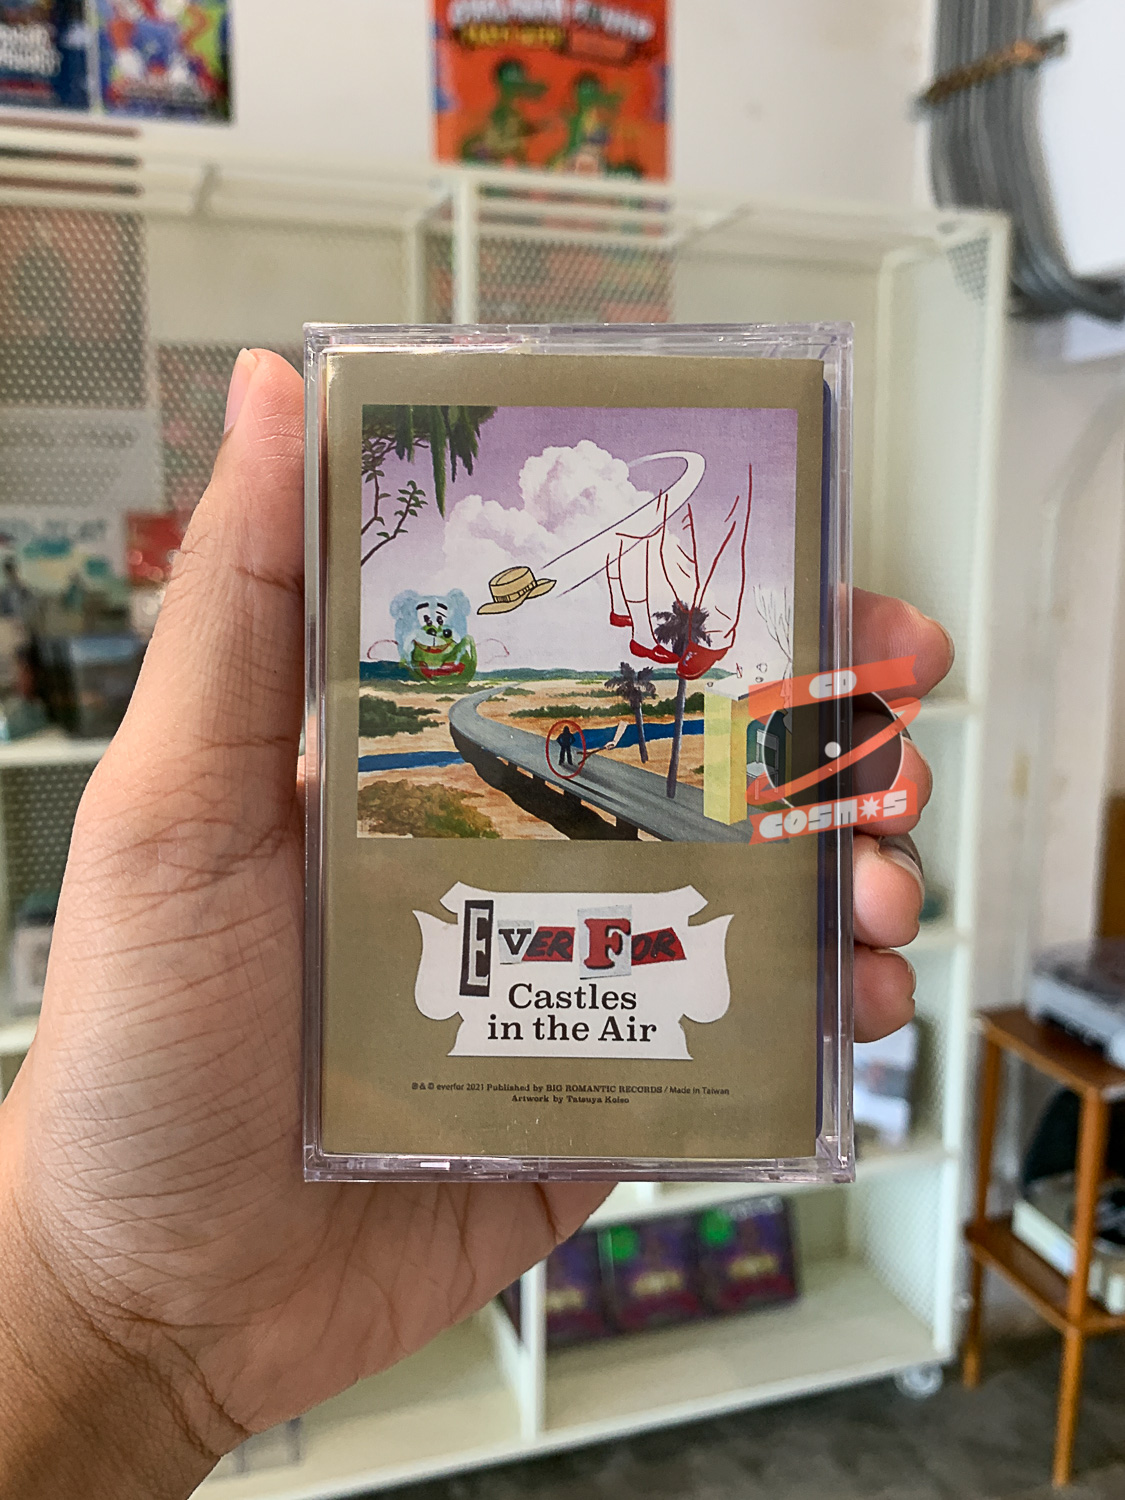 CD
COSMOS
EVER FOR
Castles
in the Air
℗ & © everfor 2021 Published by BIG ROMANTIC RECORDS / Made in Taiwan
Artwork by Tatsuya Koiso